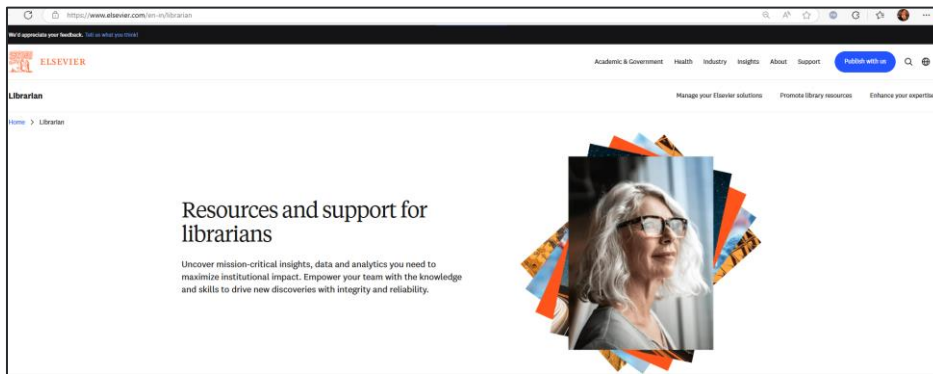 https://www.elsevier.com/en-in/librarian
We'd appreciate your feedback. Tell us what you think!
ELSEVIER
Academic & Government Health Industry Insights About Support Publish with us
Librarian
Manage your Elsevier solutions Promote library resources Enhance your expertise
Home > Librarian
Resources and support for
librarians
Uncover mission-critical insights, data and analytics you need to
maximize institutional impact. Empower your team with the knowledge
and skills to drive new discoveries with integrity and reliability.